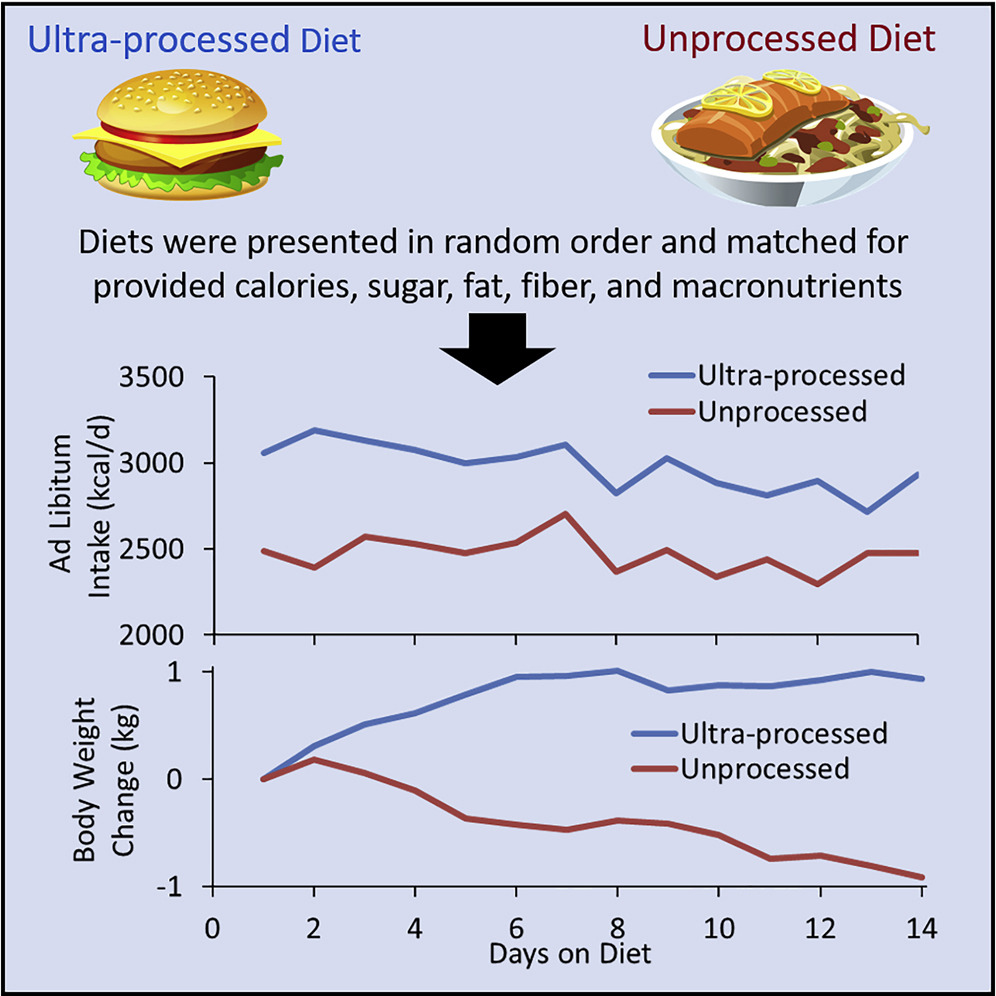 Ultra-processed Diet
Unprocessed Diet
Diets were presented in random order and matched for
provided calories, sugar, fat, fiber, and macronutrients
Ad Libitum
Intake (kcal/d)
3500
3000
2500
2000
Ultra-processed
Unprocessed
Body Weight
Change (kg)
1
0
-1
Ultra-processed
Unprocessed
0 2 4 6 8 10 12 14
Days on Diet